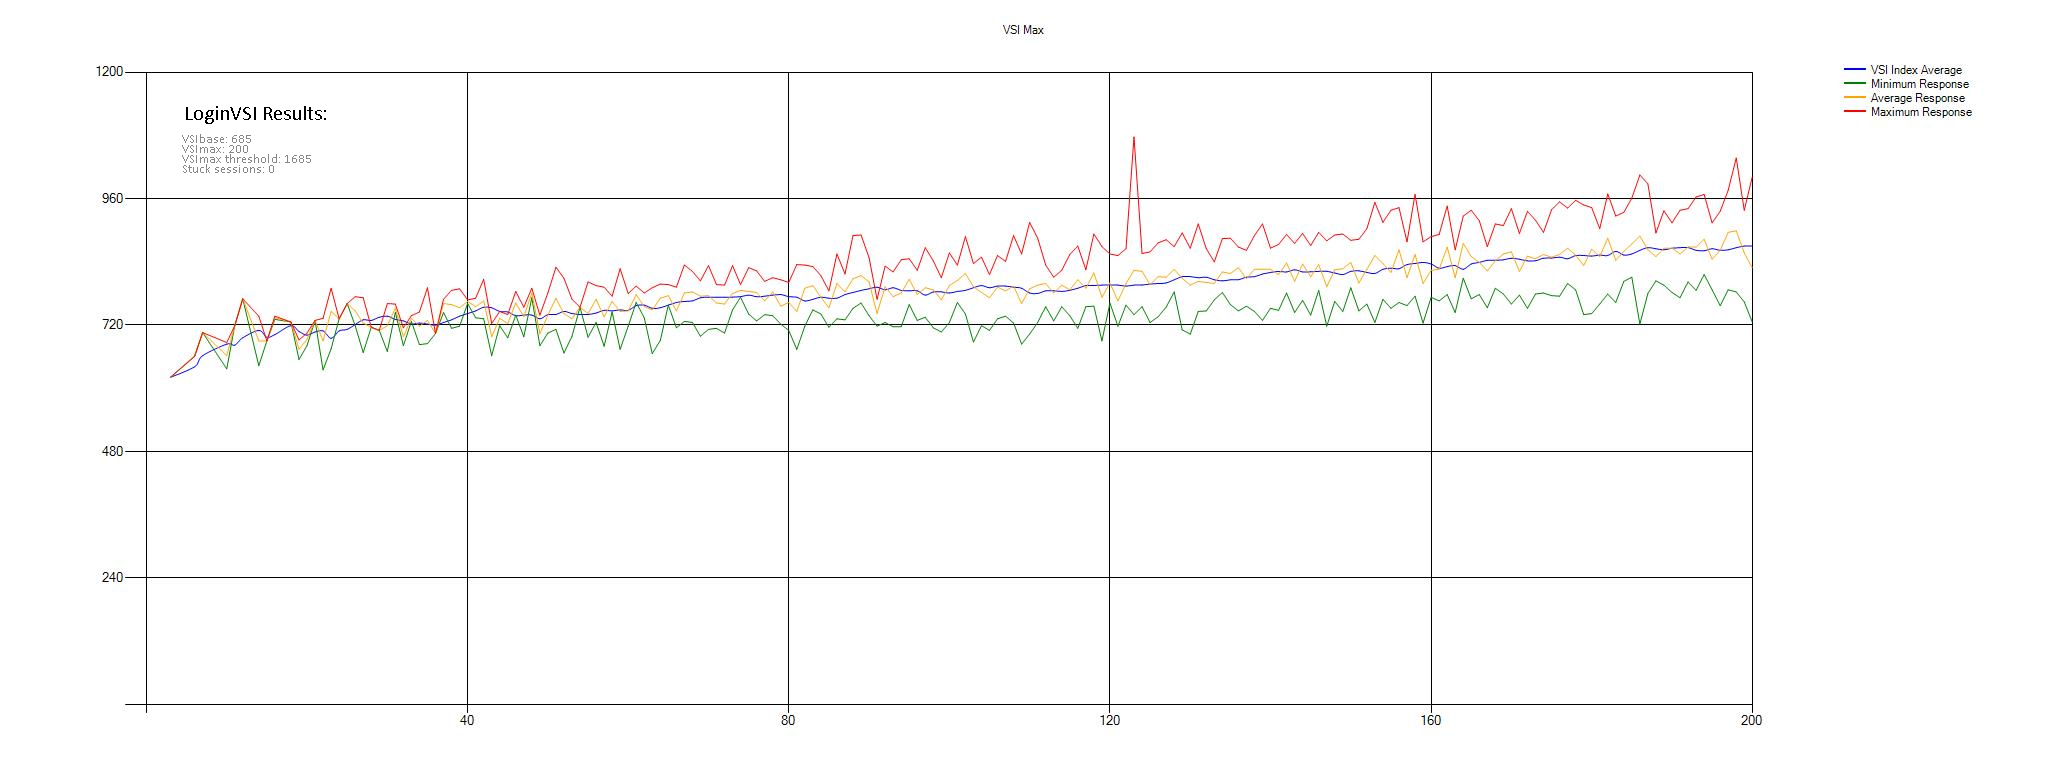 VSI Max
1200
960
720
480
240
40
80
120
160
200
LoginVSI Results:
VSIbase: 685
VSImax: 200
VSImax threshold: 1685
Stuck sessions: 0
VSI Index Average
Minimum Response
Average Response
Maximum Response